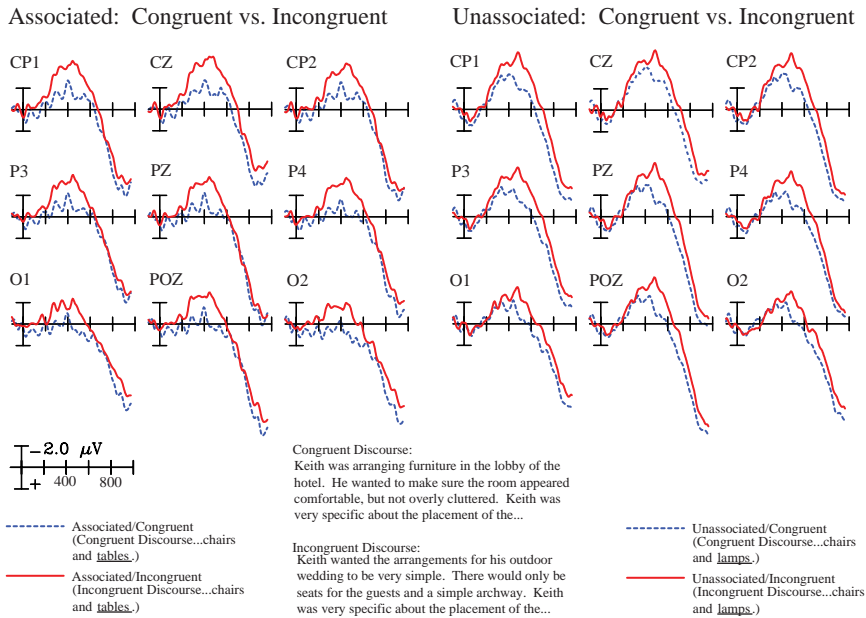 Associated: Congruent vs. Incongruent
CP1
CZ
CP2
P3
PZ
P4
O1
POZ
O2
Unassociated: Congruent vs. Incongruent
CP1
CZ
CP2
P3
PZ
P4
O1
POZ
O2
-2.0 μV
+
400
800
Associated/Congruent
(Congruent Discourse...chairs
and tables.)
Associated/Incongruent
(Incongruent Discourse...chairs
and tables.)
Congruent Discourse:
Keith was arranging furniture in the lobby of the
hotel. He wanted to make sure the room appeared
comfortable, but not overly cluttered. Keith was
very specific about the placement of the...
Incongruent Discourse:
Keith wanted the arrangements for his outdoor
wedding to be very simple. There would only be
seats for the guests and a simple archway. Keith
was very specific about the placement of the...
Unassociated/Congruent
(Congruent Discourse...chairs
and lamps.)
Unassociated/Incongruent
(Incongruent Discourse...chairs
and lamps.)